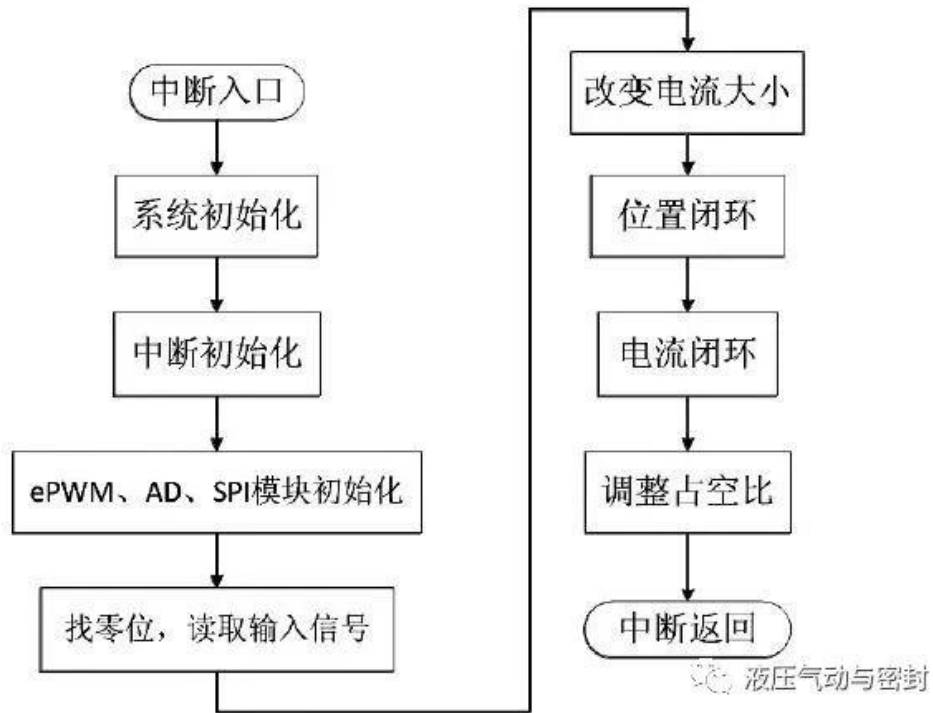 中断入口
系统初始化
中断初始化
ePWM、AD、SPI模块初始化
找零位，读取输入信号
改变电流大小
位置闭环
电流闭环
调整占空比
中断返回
液压气动与密封